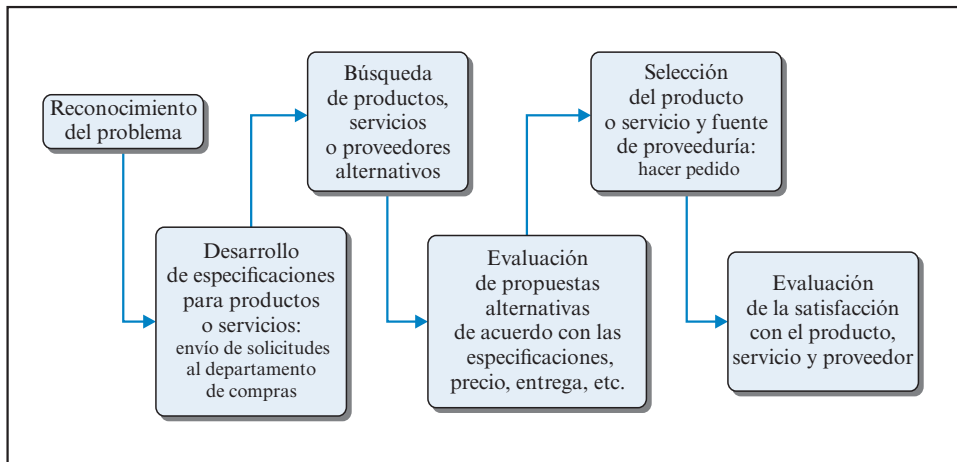 Reconocimiento
del problema
Desarrollo
de especificaciones
para productos
o servicios:
envío de solicitudes
al departamento
de compras
Búsqueda
de productos,
servicios
o proveedores
alternativos
Evaluación
de propuestas
alternativas
de acuerdo con las
especificaciones,
precio, entrega, etc.
Selección
del producto
o servicio y fuente
de proveeduría:
hacer pedido
Evaluación
de la satisfacción
con el producto,
servicio y proveedor